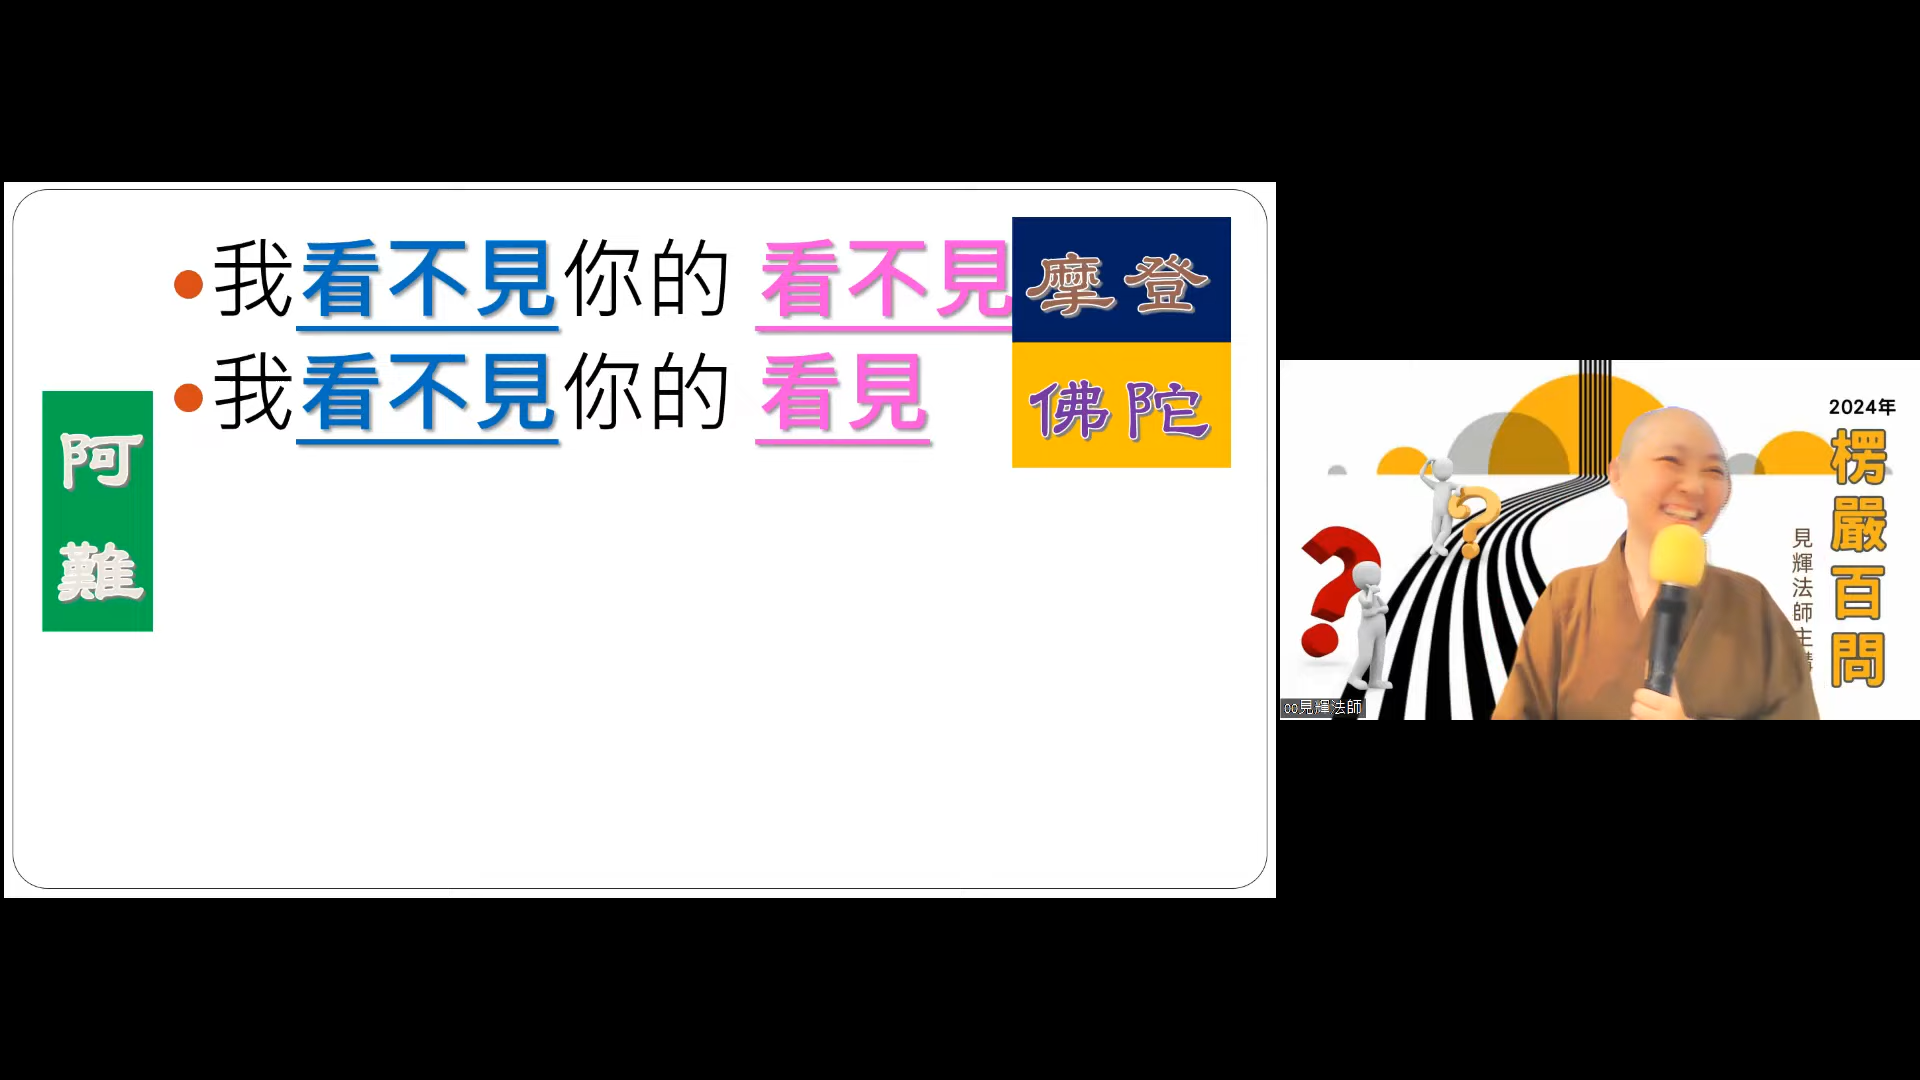 我看不見你的 看不見
我看不見你的 看見
摩登
佛陀
阿難
2024年
楞嚴百問
見輝法師主講
oo見輝法師